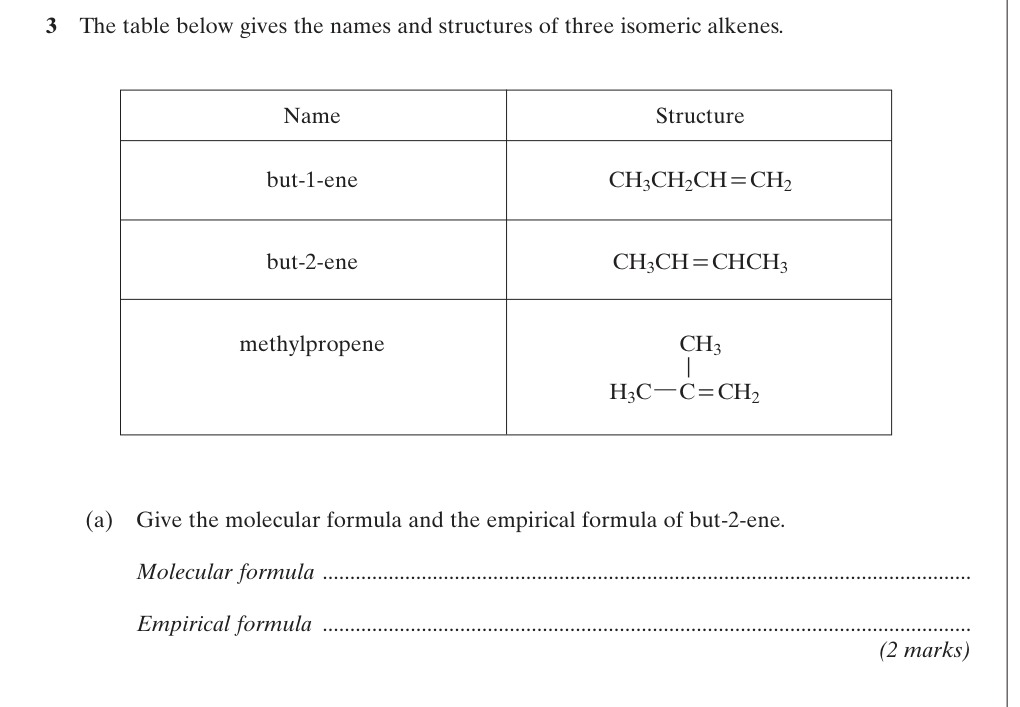 3 The table below gives the names and structures of three isomeric alkenes.
Name Structure
but-1-ene CH₃CH₂CH=CH₂
but-2-ene CH₃CH=CHCH₃
methylpropene CH₃
|
H₃C—C=CH₂
(a) Give the molecular formula and the empirical formula of but-2-ene.
Molecular formula ....................................................................................................................
Empirical formula ....................................................................................................................
(2 marks)